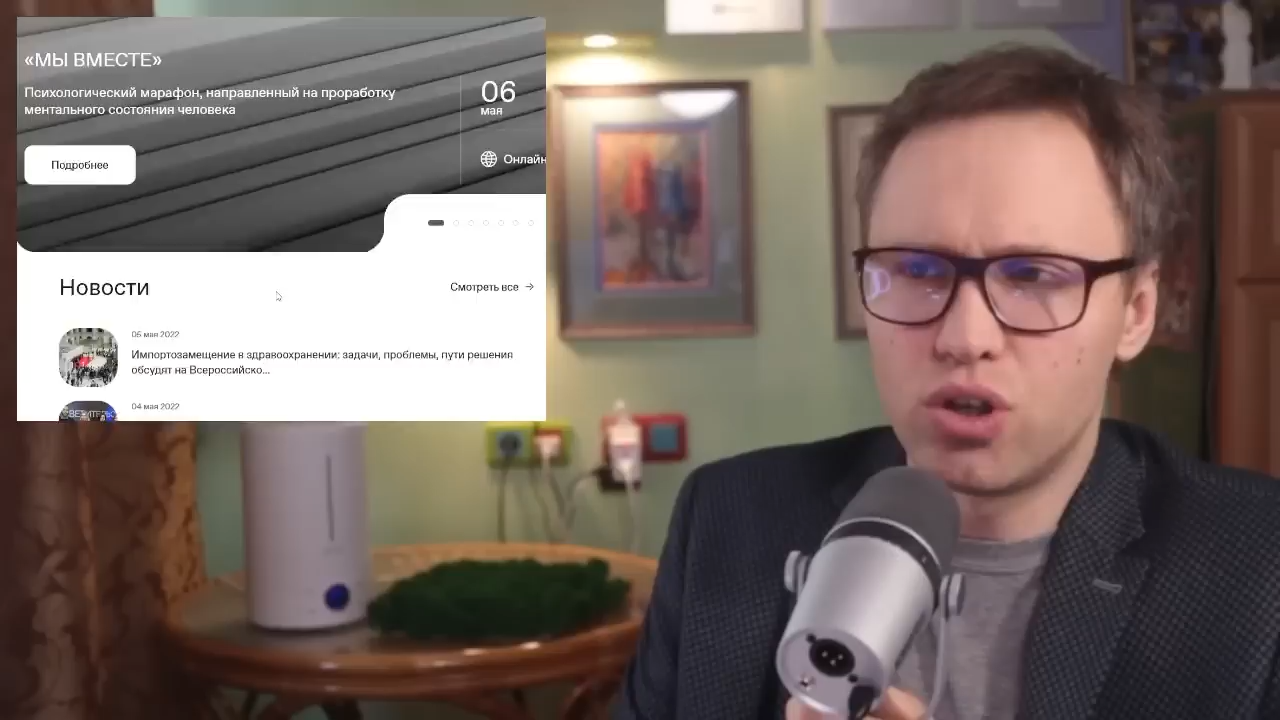 «МЫ ВМЕСТЕ»
Психологический марафон, направленный на проработку
ментального состояния человека
06
мая
Подробнее
Онлайн
Новости
Смотреть все
05 мая 2022
Импортозамещение в здравоохранении: задачи, проблемы, пути решения
обсудят на Всероссийско...
04 мая 2022